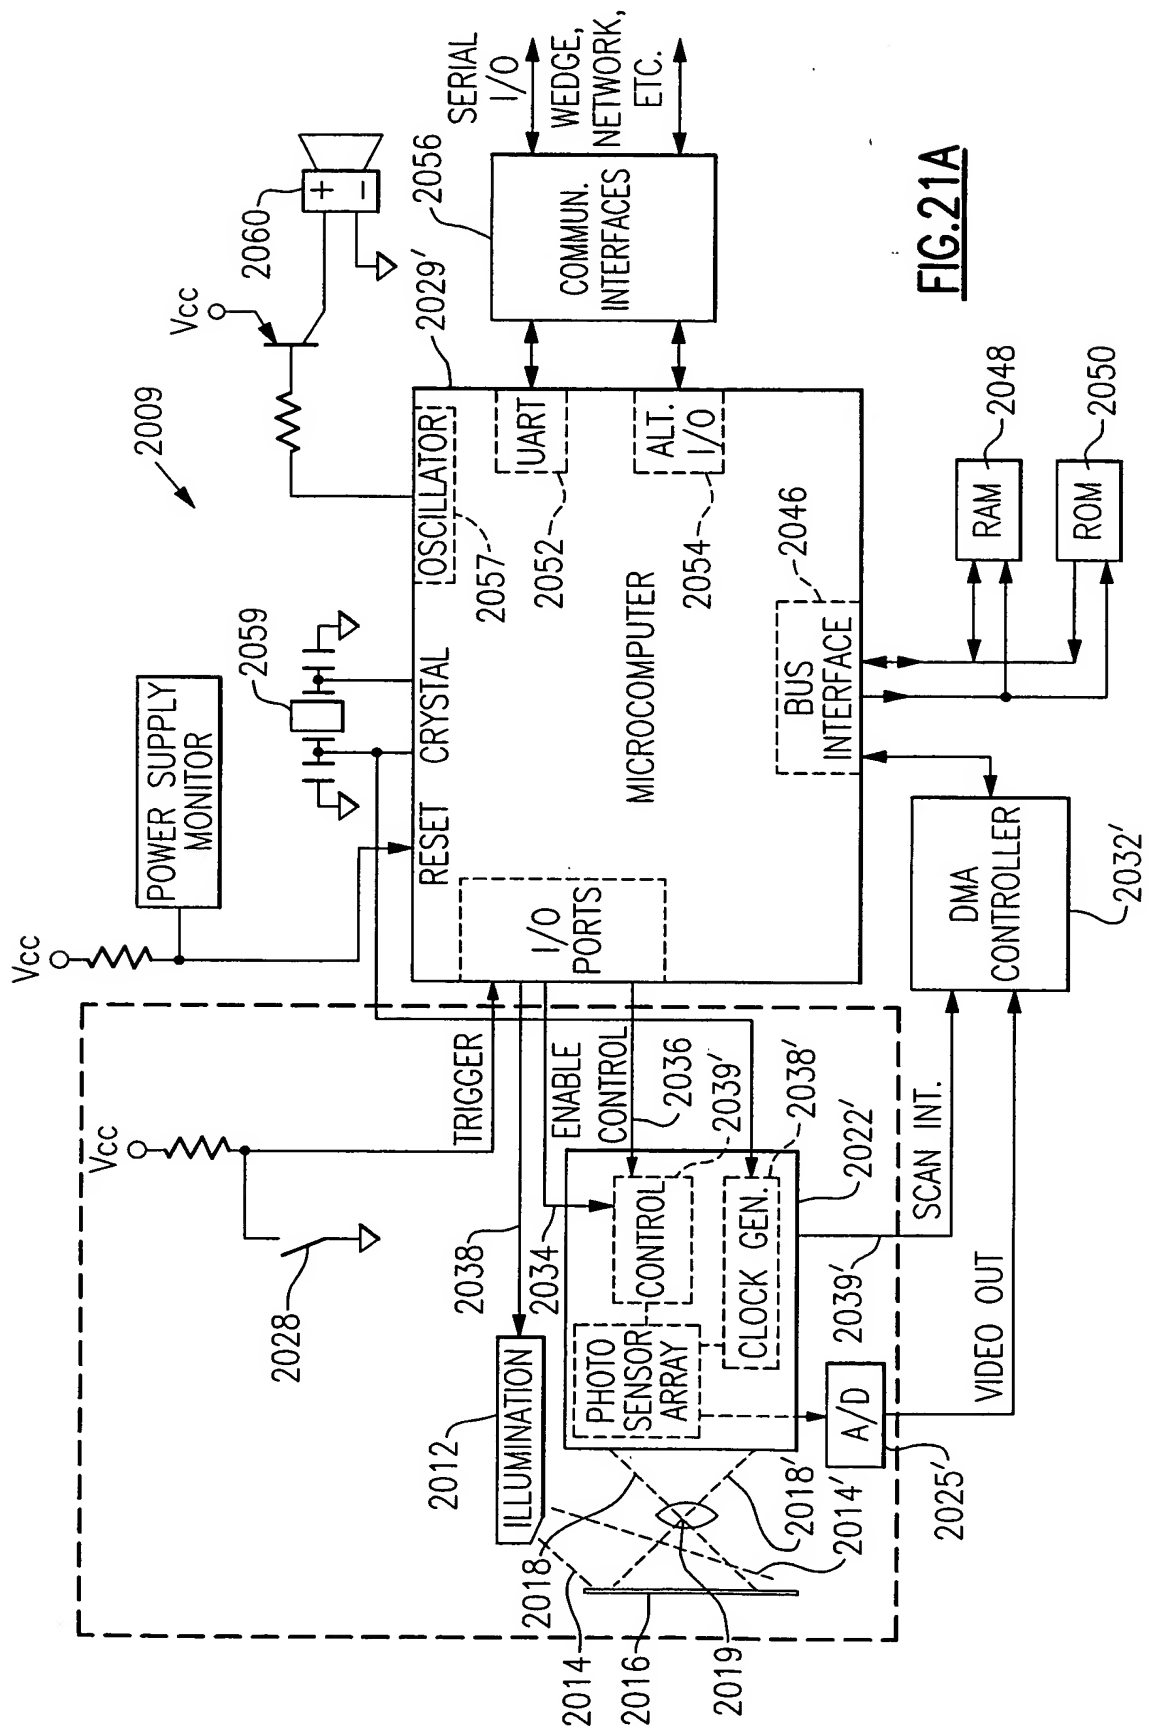 2009
Vcc
POWER SUPPLY
MONITOR
2059
Vcc
2060
+
−
Vcc
2028
TRIGGER
RESET
CRYSTAL
OSCILLATOR
2057
2029'
UART
2052
ALT.
I/O
2054
2056
COMMUN.
INTERFACES
SERIAL
I/O
WEDGE,
NETWORK,
ETC.
I/O
PORTS
MICROCOMPUTER
BUS
INTERFACE
2046
2012
ILLUMINATION
2038
2034
ENABLE
CONTROL
2036
2039'
CONTROL
PHOTO
SENSOR
ARRAY
CLOCK GEN.
2038'
2022'
2014
2018
2016
2019
2018'
2014'
A/D
2025'
2039'
SCAN INT.
VIDEO OUT
DMA
CONTROLLER
2032'
RAM
2048
ROM
2050
FIG.21A